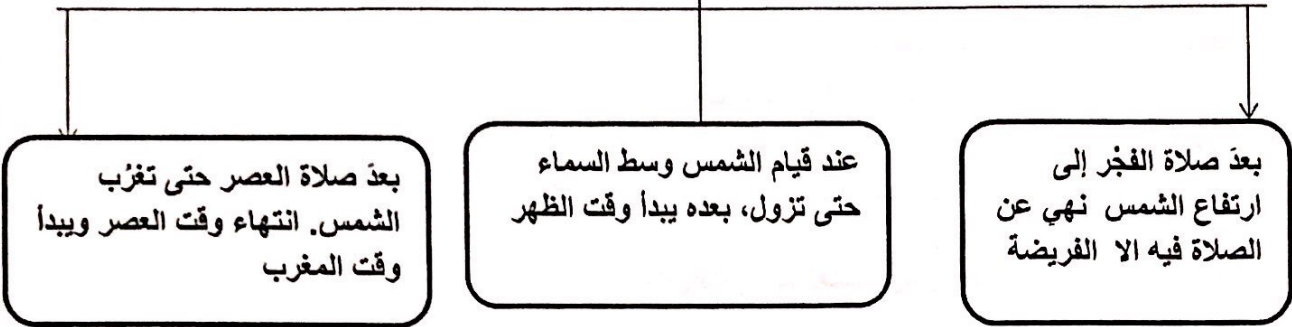 بعدَ صلاة الفجْر إلى
ارتفاع الشمس نهي عن
الصلاة فيه الا الفريضة
عند قيام الشمس وسط السماء
حتى تزول، بعده يبدأ وقت الظهر
بعدَ صلاة العصر حتى تغرُب
الشمس. انتهاء وقت العصر ويبدأ
وقت المغرب